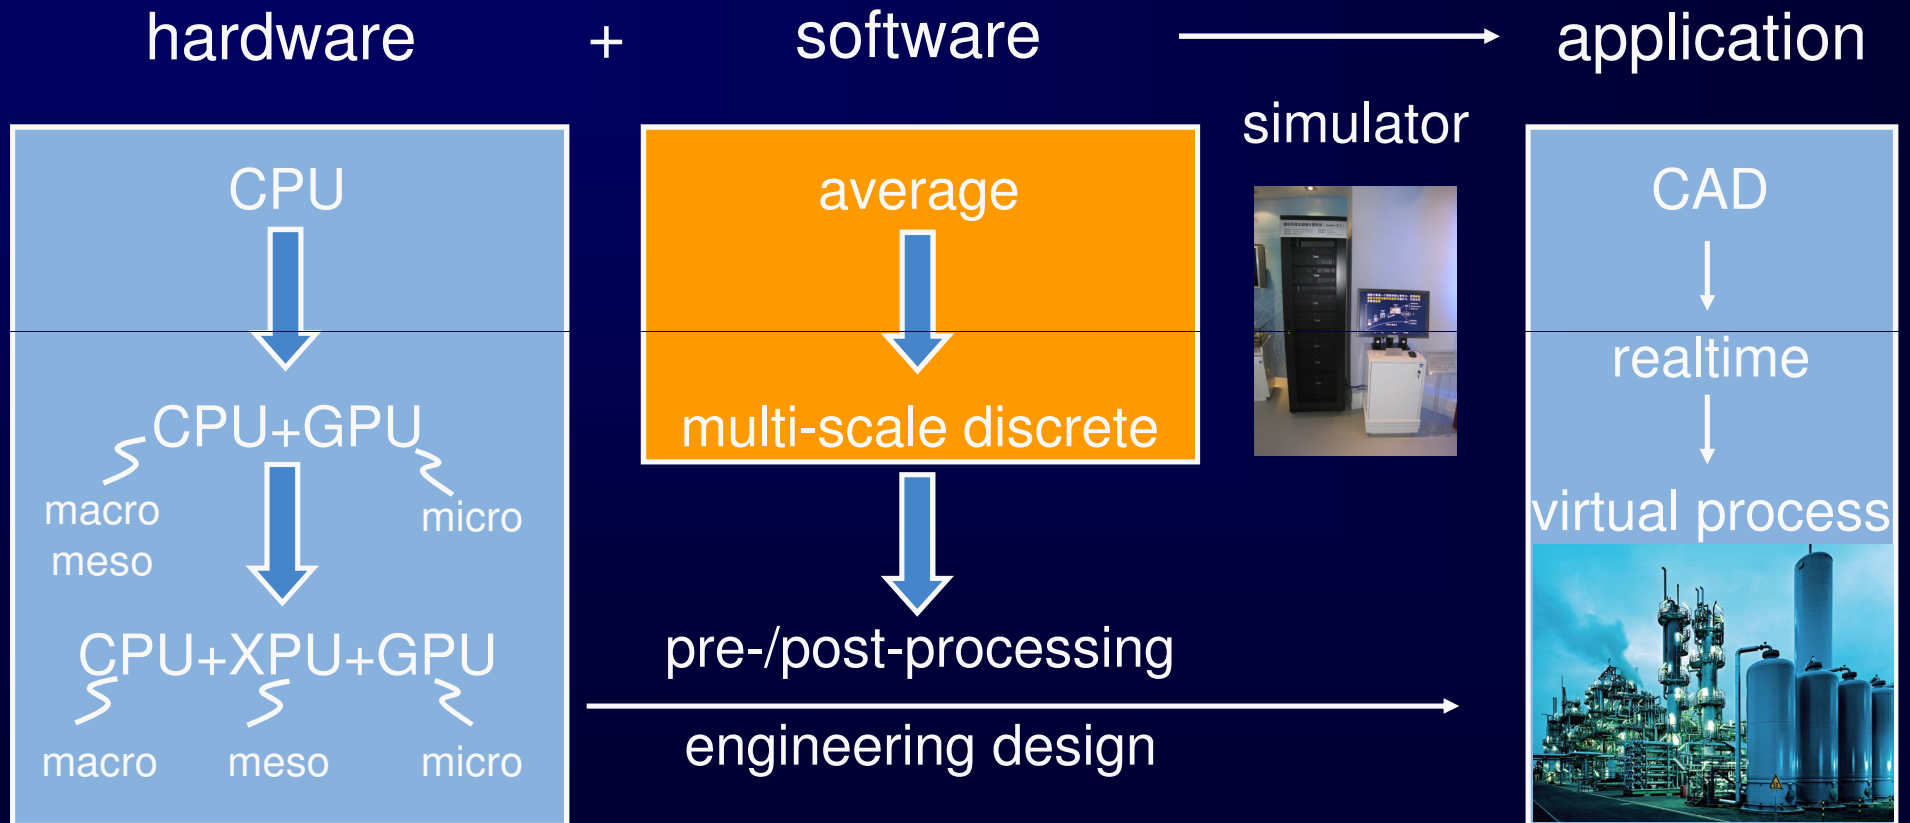 hardware + software application
simulator
CPU
CPU+GPU
macro
meso
micro
CPU+XPU+GPU
macro meso micro
average
multi-scale discrete
pre-/post-processing
engineering design
CAD
realtime
virtual process